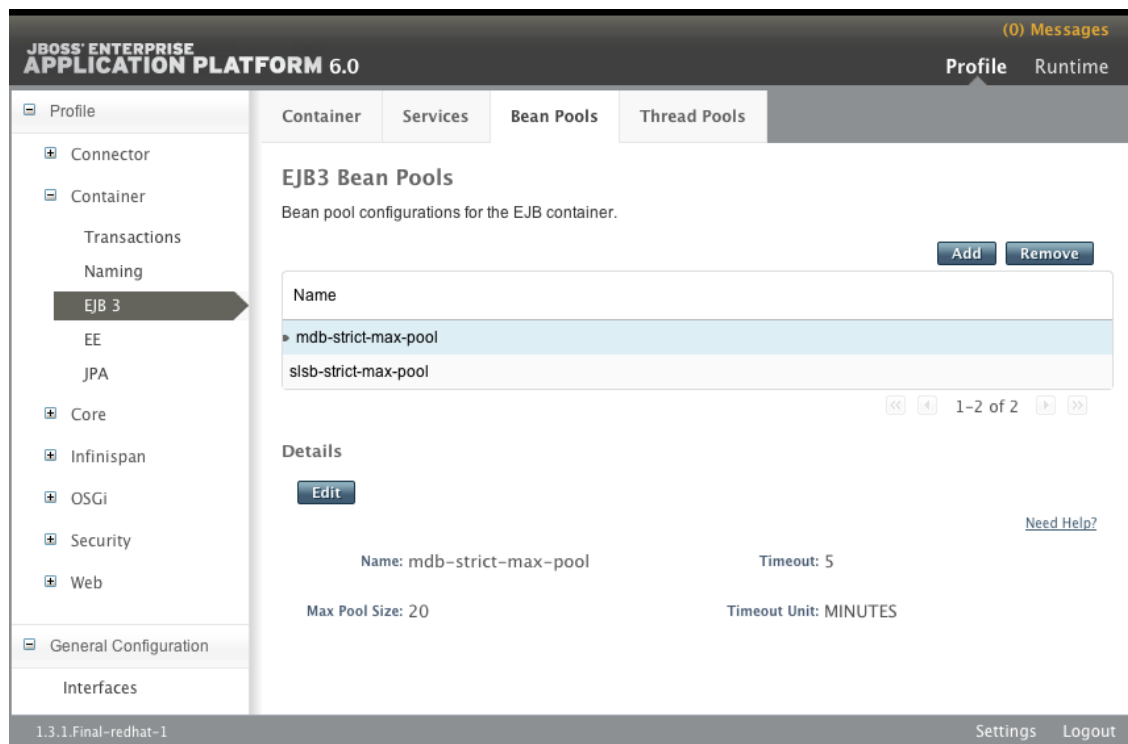 (0) Messages
JBOSS® ENTERPRISE
APPLICATION PLATFORM 6.0
Profile Runtime
Profile
Connector
Container
Transactions
Naming
EJB 3
EE
JPA
Core
Infinispan
OSGi
Security
Web
General Configuration
Interfaces
Container Services Bean Pools Thread Pools
EJB3 Bean Pools
Bean pool configurations for the EJB container.
Add Remove
Name
mdb-strict-max-pool
slsb-strict-max-pool
1-2 of 2
Details
Edit
Need Help?
Name: mdb-strict-max-pool Timeout: 5
Max Pool Size: 20 Timeout Unit: MINUTES
1.3.1.Final-redhat-1 Settings Logout